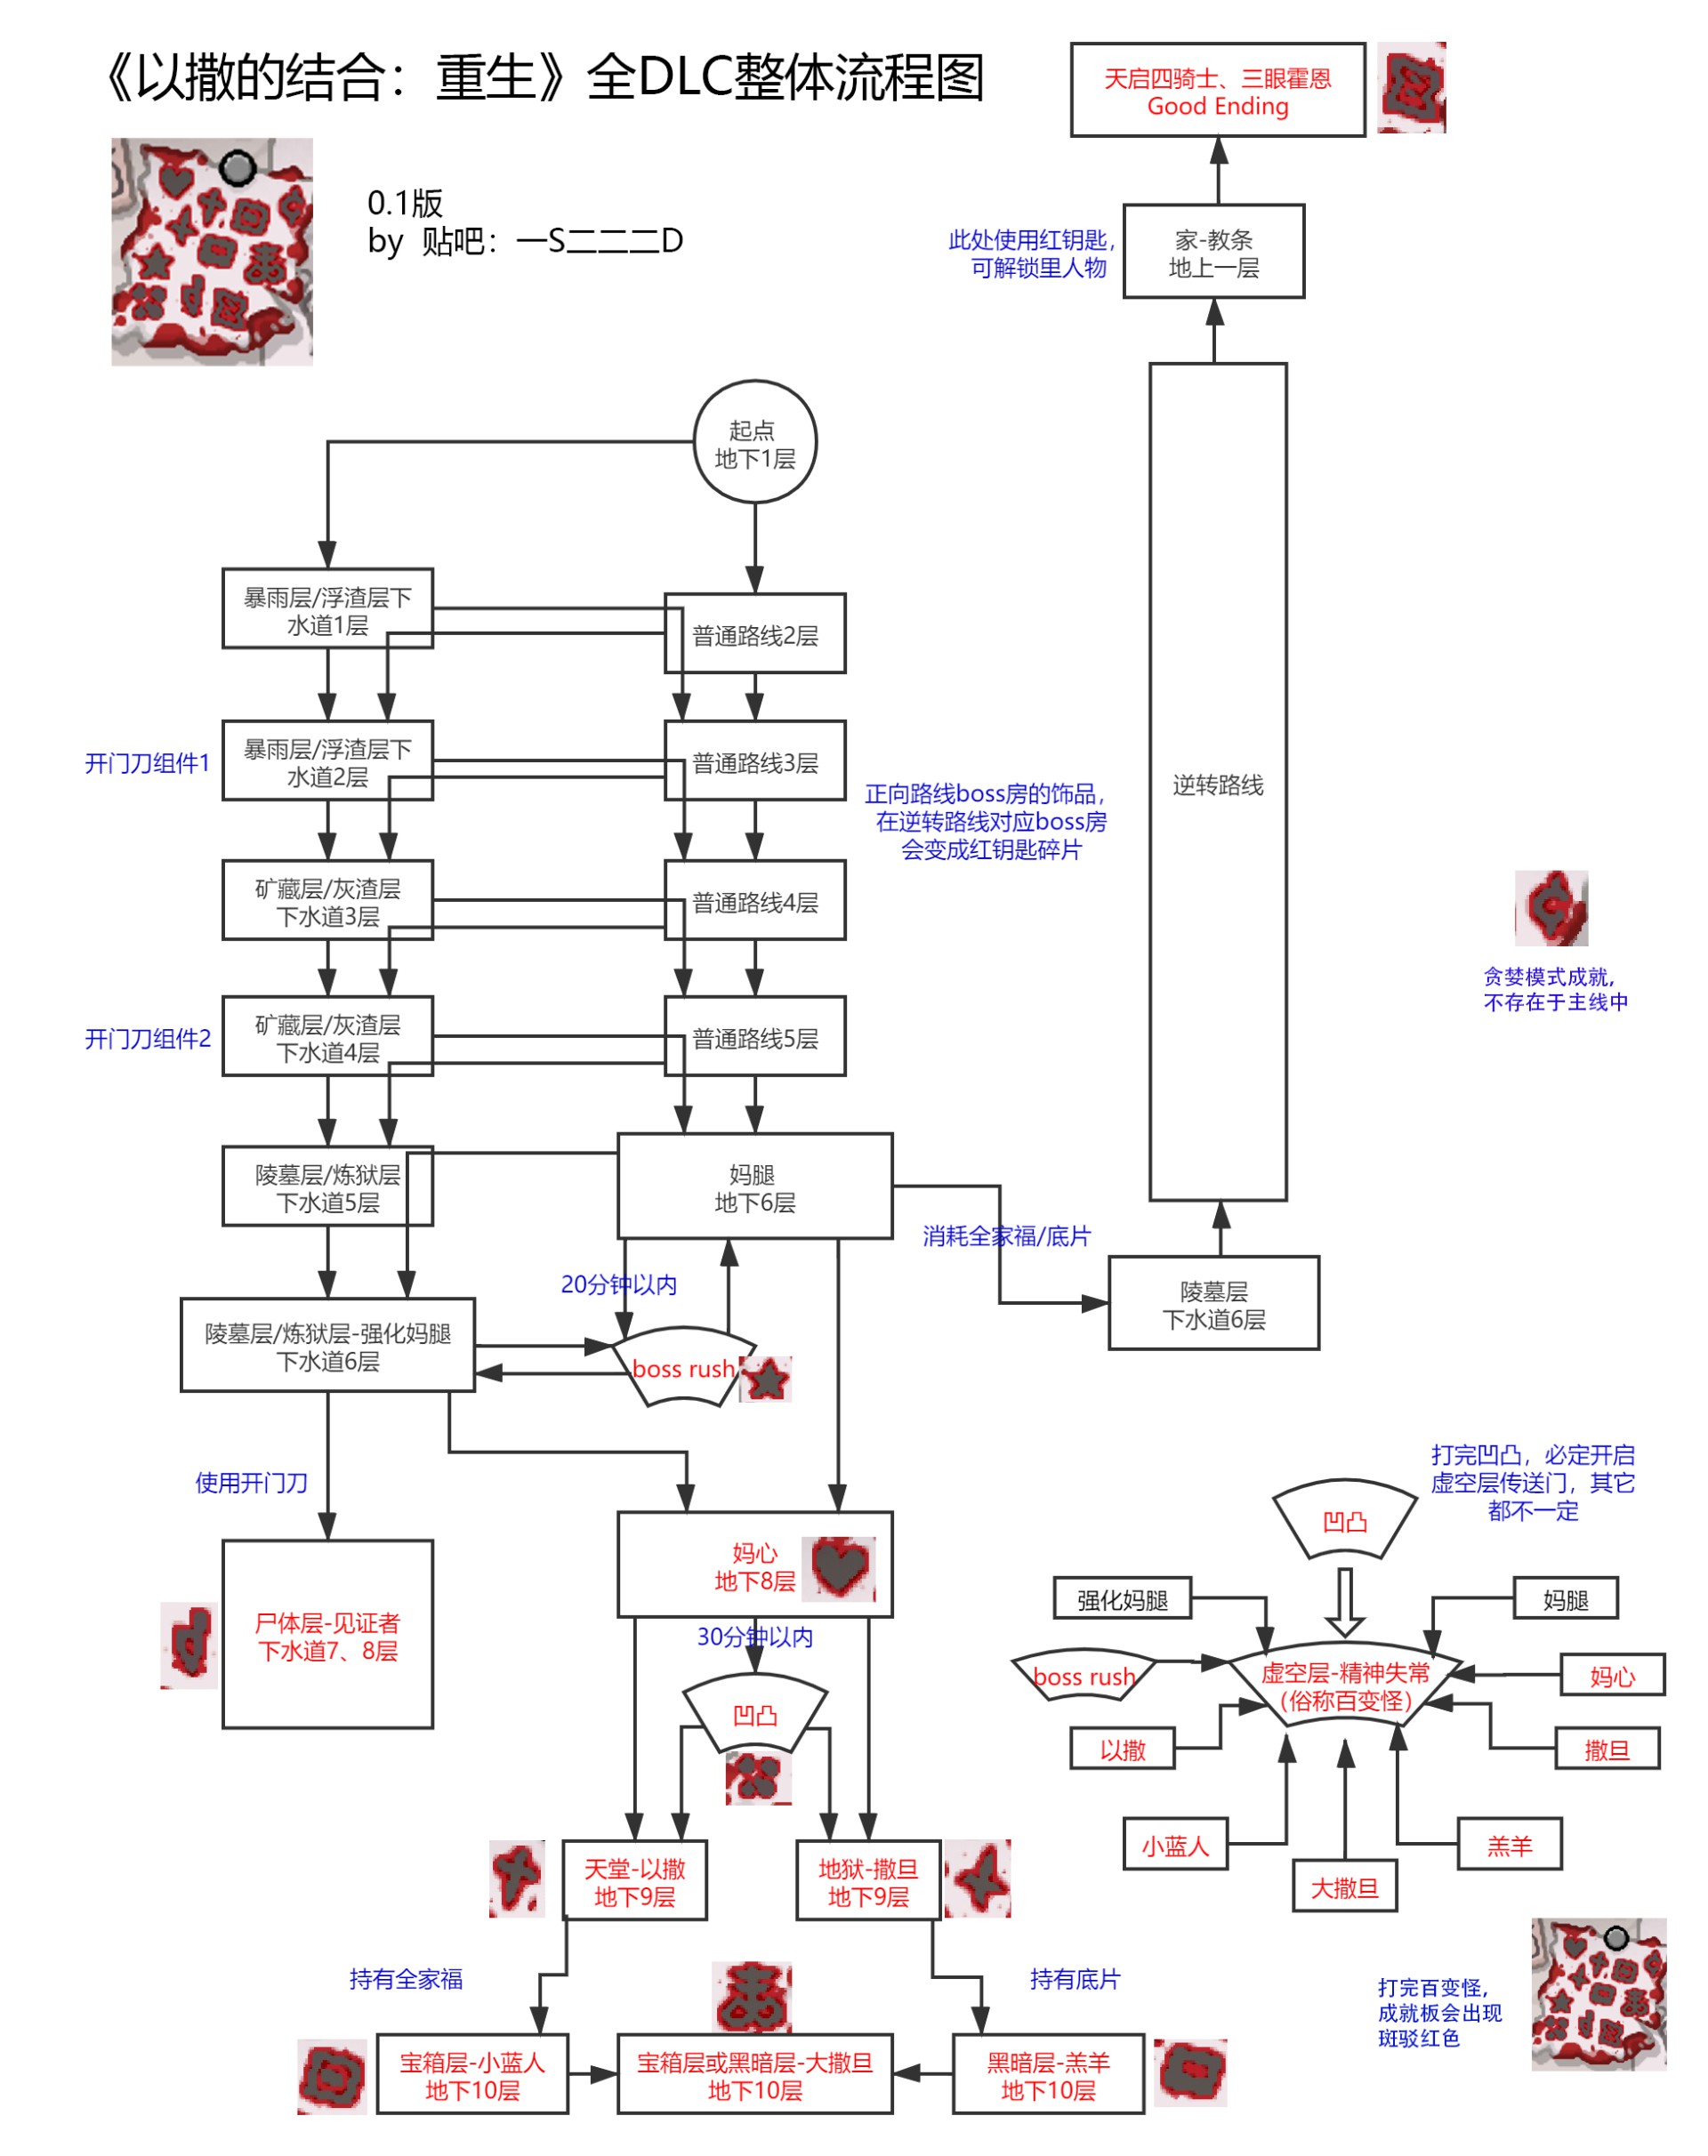 《以撒的结合：重生》全DLC整体流程图
0.1版
by 贴吧：一S二二二D
天启四骑士、三眼霍恩
Good Ending
此处使用红钥匙，
可解锁里人物
家-教条
地上一层
起点
地下1层
暴雨层/浮渣层下
水道1层
普通路线2层
开门刀组件1
暴雨层/浮渣层下
水道2层
普通路线3层
正向路线boss房的饰品，
在逆转路线对应boss房
会变成红钥匙碎片
逆转路线
矿藏层/灰渣层
下水道3层
普通路线4层
贪婪模式成就，
不存在于主线中
开门刀组件2
矿藏层/灰渣层
下水道4层
普通路线5层
陵墓层/炼狱层
下水道5层
妈腿
地下6层
消耗全家福/底片
陵墓层
下水道6层
20分钟以内
陵墓层/炼狱层-强化妈腿
下水道6层
boss rush
使用开门刀
妈心
地下8层
尸体层-见证者
下水道7、8层
30分钟以内
凹凸
打完凹凸，必定开启
虚空层传送门，其它
都不一定
凹凸
强化妈腿
妈腿
boss rush
虚空层-精神失常
（俗称百变怪）
妈心
以撒
撒旦
小蓝人
大撒旦
羔羊
天堂-以撒
地下9层
地狱-撒旦
地下9层
持有全家福
持有底片
打完百变怪，
成就板会出现
斑驳红色
宝箱层-小蓝人
地下10层
宝箱层或黑暗层-大撒旦
地下10层
黑暗层-羔羊
地下10层